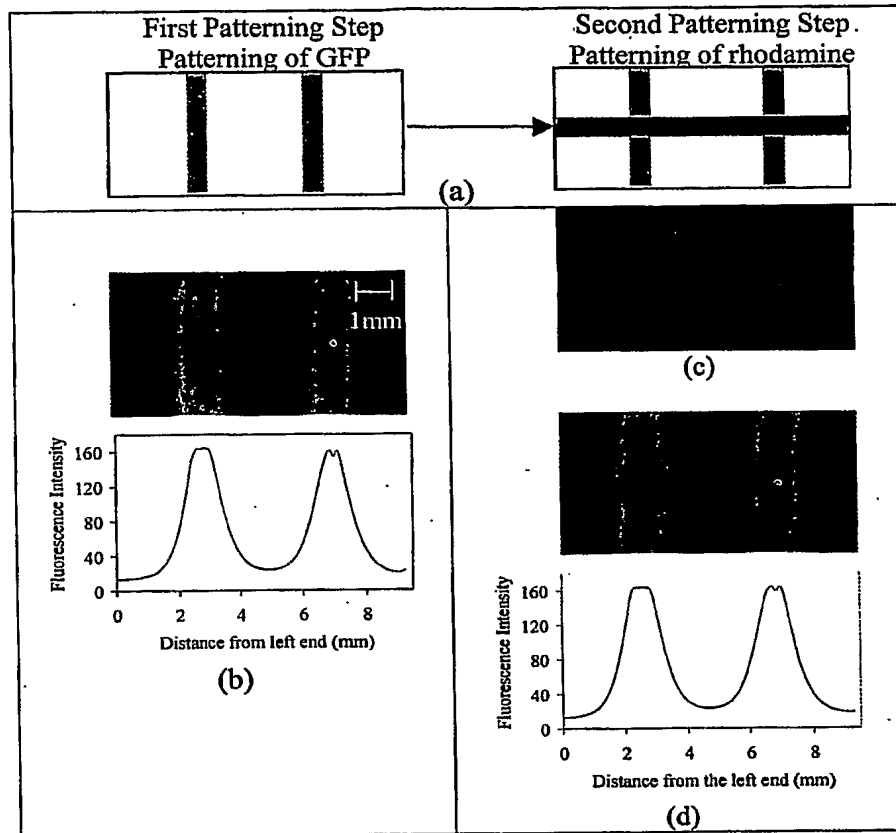 First Patterning Step
Patterning of GFP
Second Patterning Step.
Patterning of rhodamine
(a)
1mm
Fluorescence Intensity
160
120
80
40
0
0 2 4 6 8
Distance from left end (mm)
(b)
(c)
Fluorescence Intensity
160
120
80
40
0
0 2 4 6 8
Distance from the left end (mm)
(d)